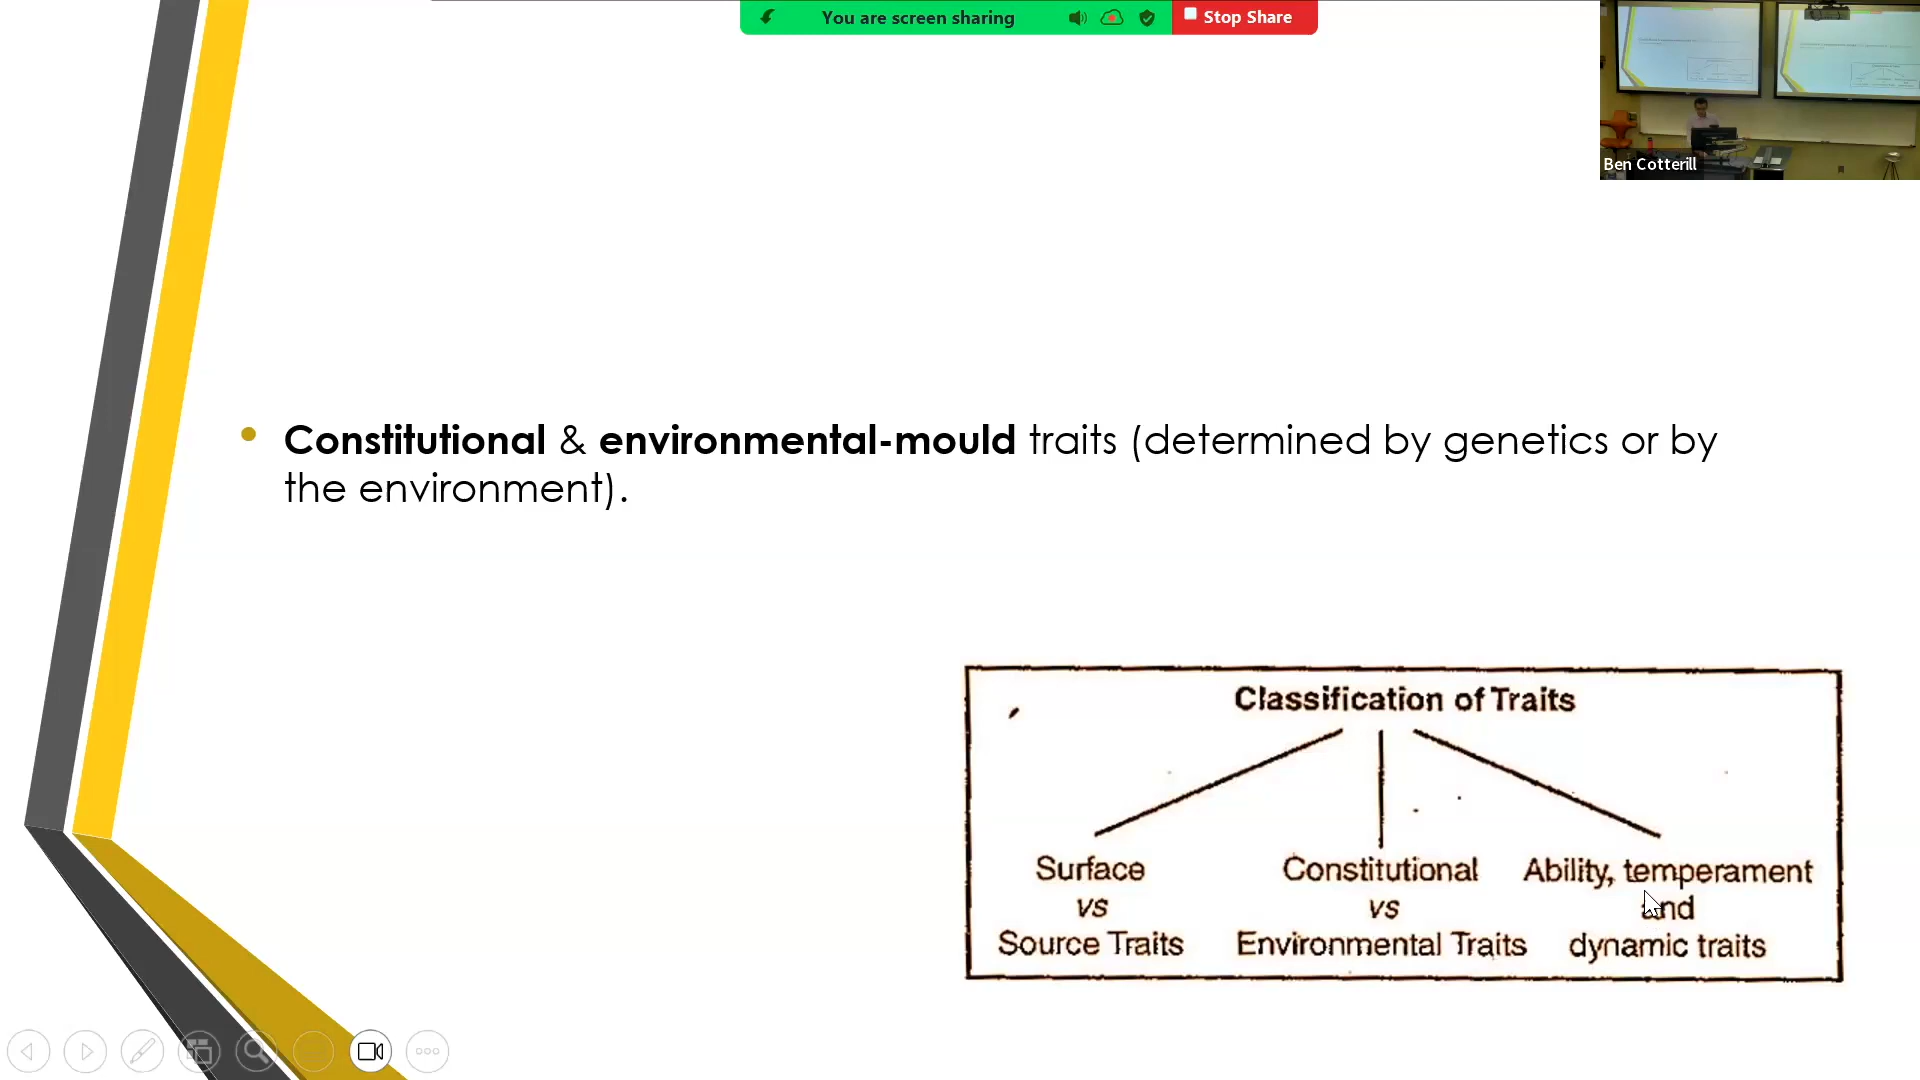 You are screen sharing
Stop Share
Ben Cotterill
• Constitutional & environmental-mould traits (determined by genetics or by
the environment).
Classification of Traits
Surface
vs
Source Traits
Constitutional
vs
Environmental Traits
Ability, temperament
and
dynamic traits